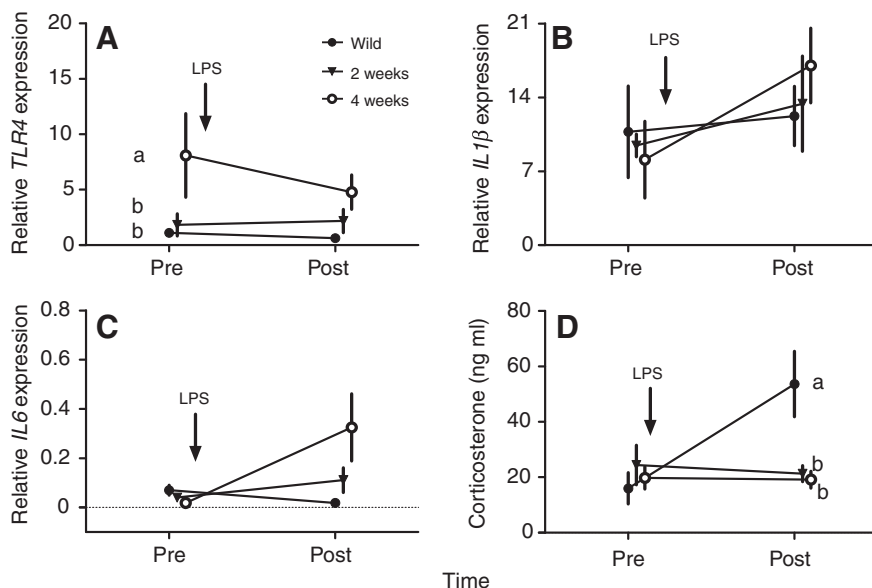 A
Relative TLR4 expression
20
15
10
5
0
LPS
Wild
2 weeks
4 weeks
a
b
b
Pre
Post
B
Relative IL1β expression
21
14
7
0
LPS
Pre
Post
C
Relative IL6 expression
0.8
0.6
0.4
0.2
0
LPS
Pre
Post
D
Corticosterone (ng ml)
80
60
40
20
0
LPS
a
b
b
Pre
Post
Time